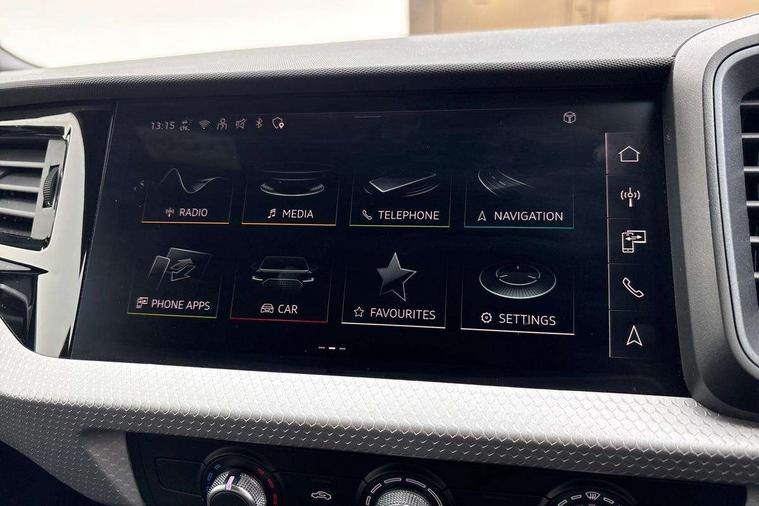 13:15
RADIO
MEDIA
TELEPHONE
NAVIGATION
PHONE APPS
CAR
FAVOURITES
SETTINGS